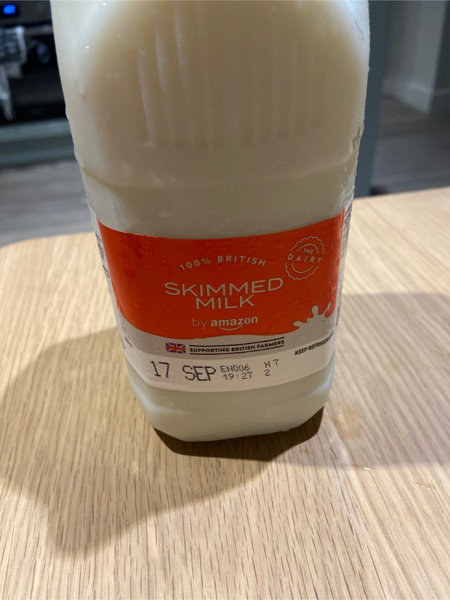 100% BRITISH
THE
DAIRY
SKIMMED
MILK
by amazon
SUPPORTING BRITISH FARMERS
KEEP REFRIGERA
17 SEP
EN006 H7
19:27 2